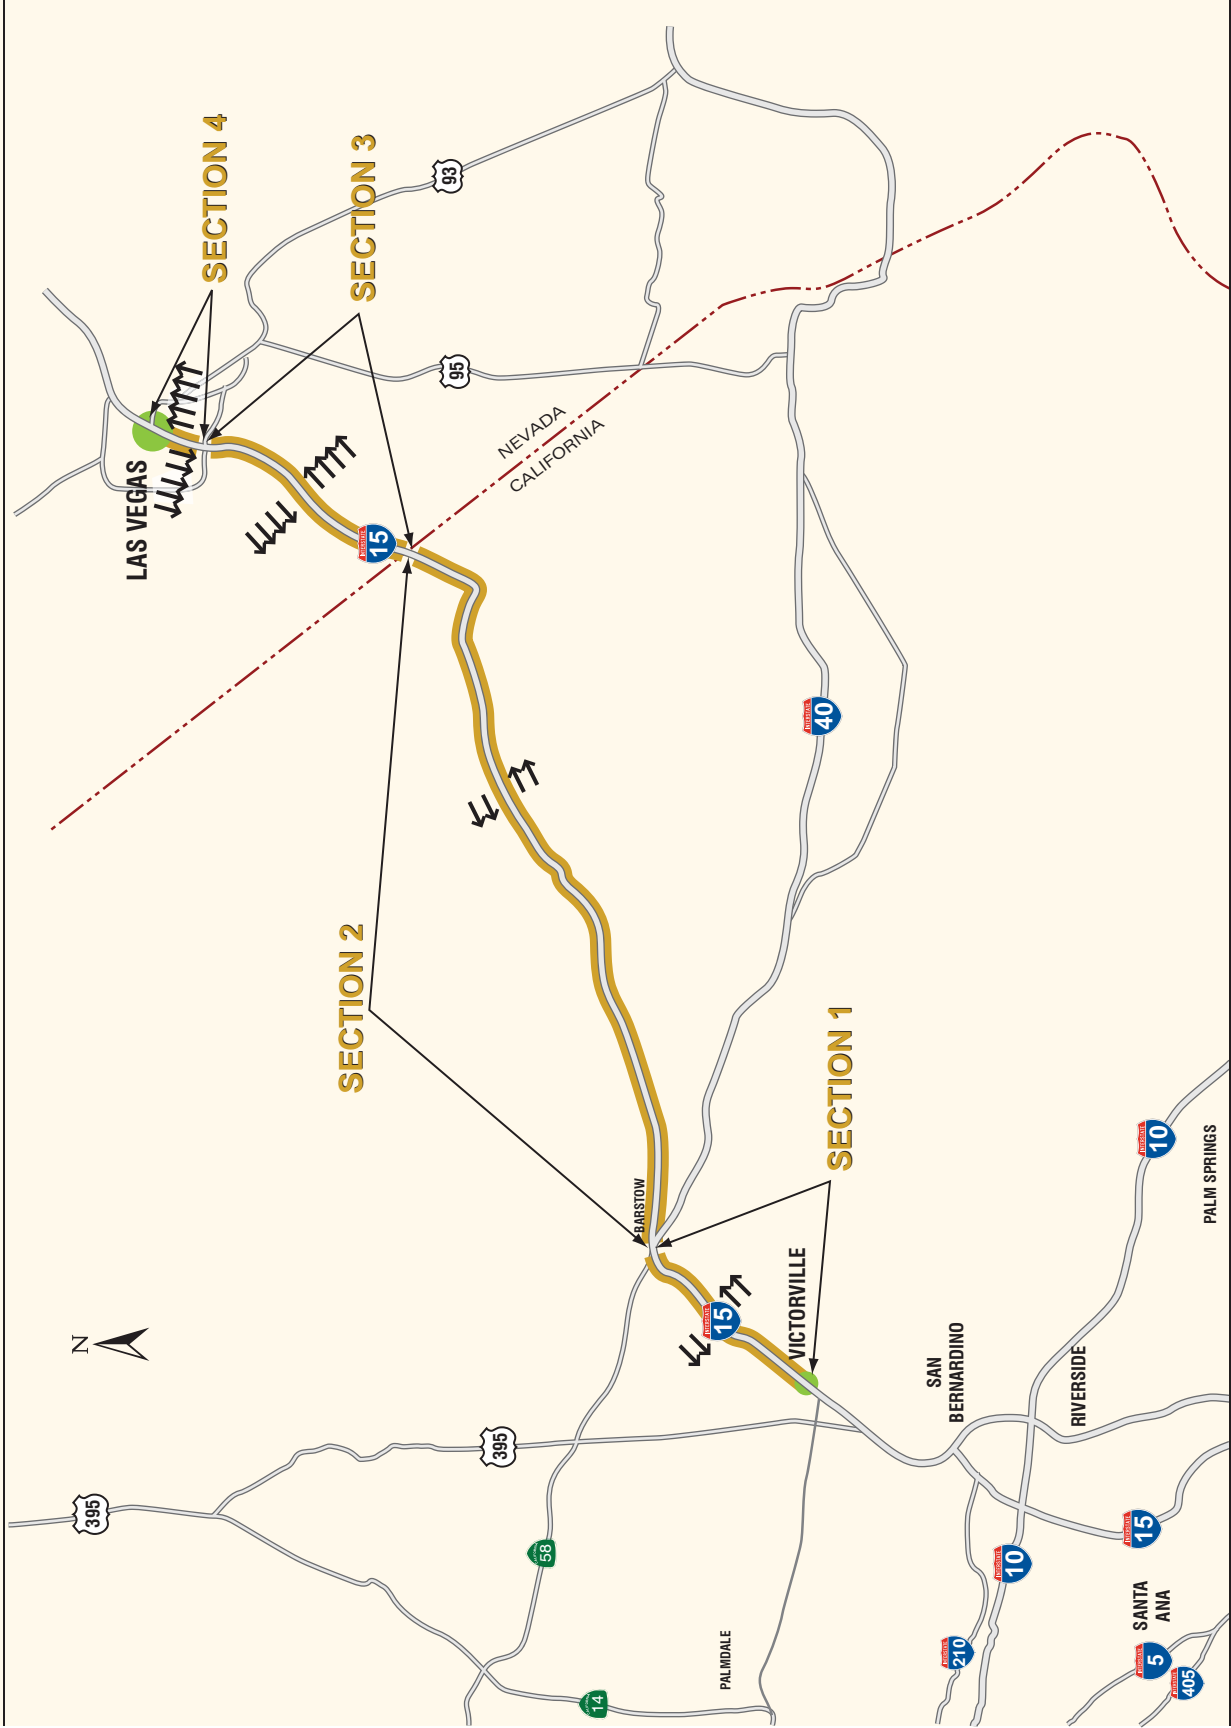 N
395
LAS VEGAS
SECTION 4
SECTION 2
SECTION 3
15
93
95
395
NEVADA
CALIFORNIA
58
14
BARSTOW
15
PALMDALE
VICTORVILLE
40
SECTION 1
SAN
BERNARDINO
210
10
RIVERSIDE
SANTA
ANA
15
5
10
405
PALM SPRINGS